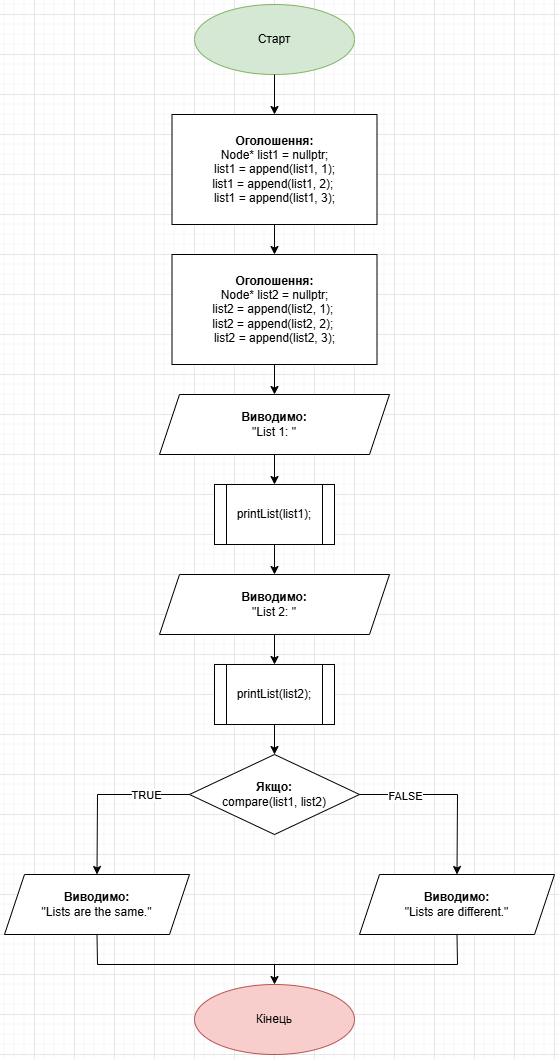 Старт
Оголошення:
Node* list1 = nullptr;
list1 = append(list1, 1);
list1 = append(list1, 2);
list1 = append(list1, 3);
Оголошення:
Node* list2 = nullptr;
list2 = append(list2, 1);
list2 = append(list2, 2);
list2 = append(list2, 3);
Виводимо:
"List 1: "
printList(list1);
Виводимо:
"List 2: "
printList(list2);
Якщо:
compare(list1, list2)
TRUE
FALSE
Виводимо:
"Lists are the same."
Виводимо:
"Lists are different."
Кінець